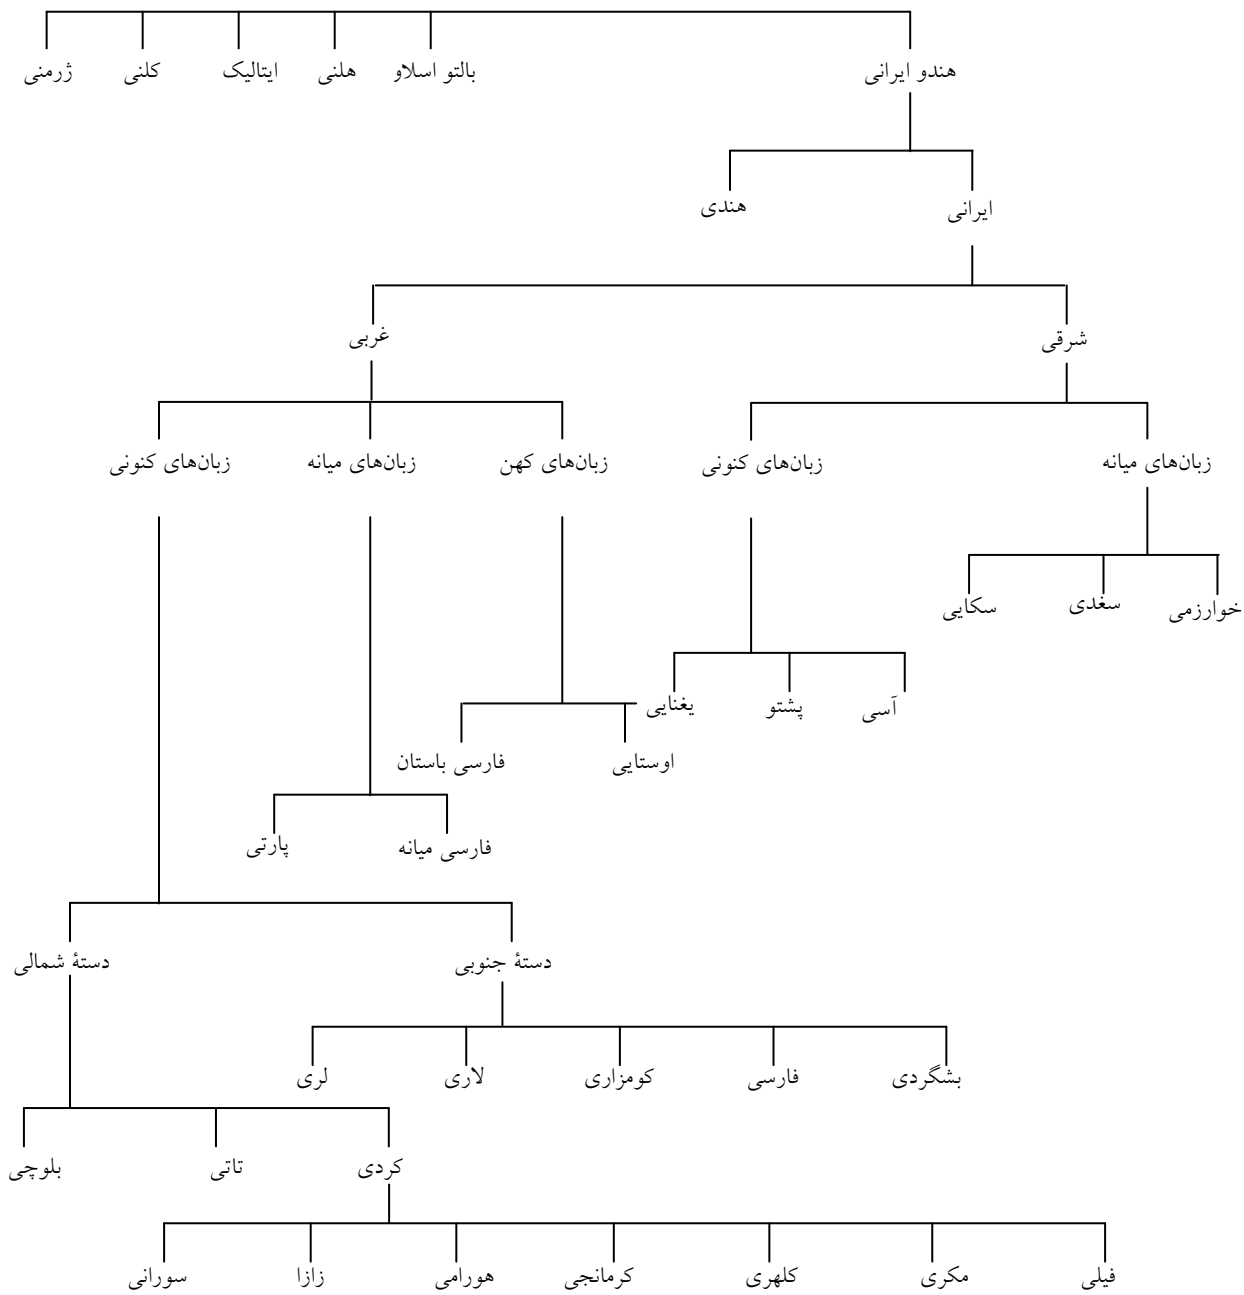 هندو ایرانی بالتو اسلاو هلنی ایتالیک کلنی ژرمنی
ایرانی هندی
شرقی غربی
زبان‌های میانه زبان‌های کنونی زبان‌های کهن زبان‌های میانه زبان‌های کنونی
خوارزمی سغدی سکایی
آسی پشتو یغنایی
اوستایی فارسی باستان
فارسی میانه پارتی
دستهٔ جنوبی دستهٔ شمالی
بشگردی فارسی کومزاری لاری لری
کردی تاتی بلوچی
فیلی مکری کلهری کرمانجی هورامی زازا سورانی